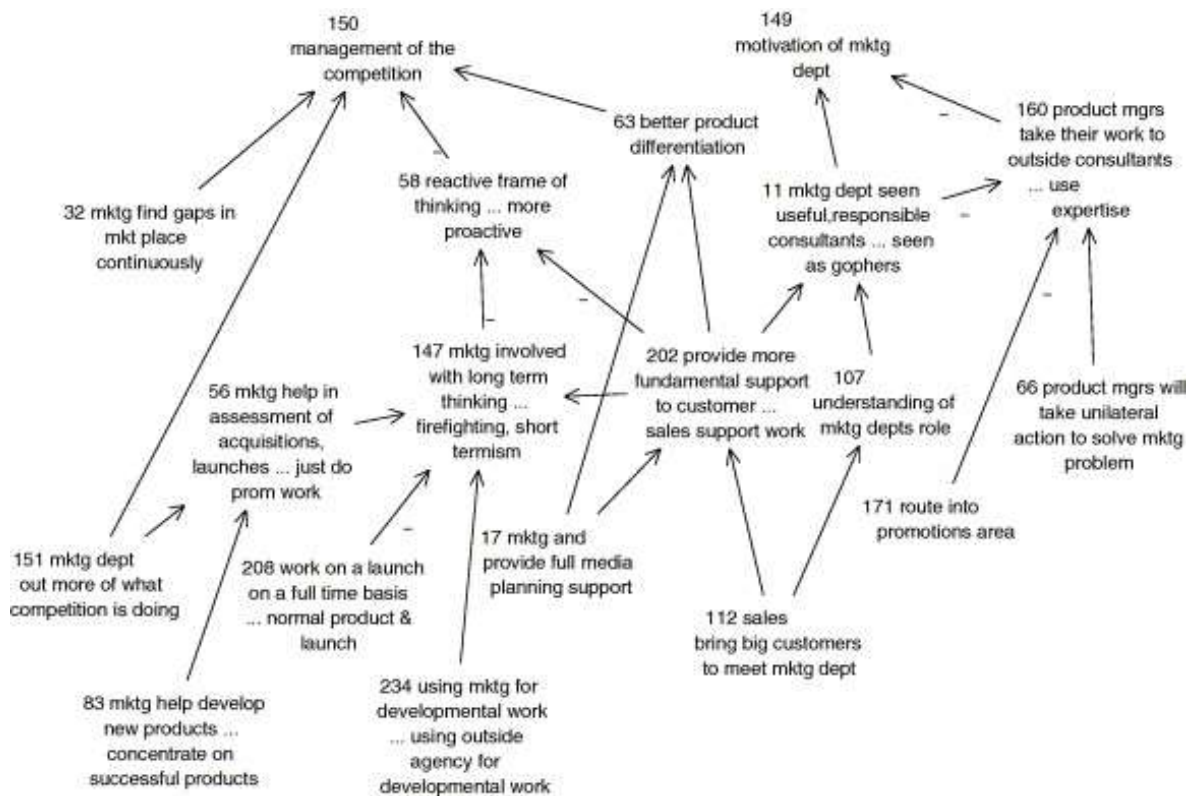 150
management of the
competition
149
motivation of mktg
dept
63 better product
differentiation
160 product mgrs
take their work to
outside consultants
... use
expertise
58 reactive frame of
thinking ... more
proactive
11 mktg dept seen
useful,responsible
consultants ... seen
as gophers
32 mktg find gaps in
mkt place
continuously
147 mktg involved
with long term
thinking ...
firefighting, short
termism
202 provide more
fundamental support
to customer ...
sales support work
107
understanding of
mktg depts role
56 mktg help in
assessment of
acquisitions,
launches ... just do
prom work
66 product mgrs will
take unilateral
action to solve mktg
problem
171 route into
promotions area
151 mktg dept
out more of what
competition is doing
208 work on a launch
on a full time basis
... normal product &
launch
17 mktg and
provide full media
planning support
112 sales
bring big customers
to meet mktg dept
83 mktg help develop
new products ...
concentrate on
successful products
234 using mktg for
developmental work
... using outside
agency for
developmental work
–
–
–
–
–
–
–